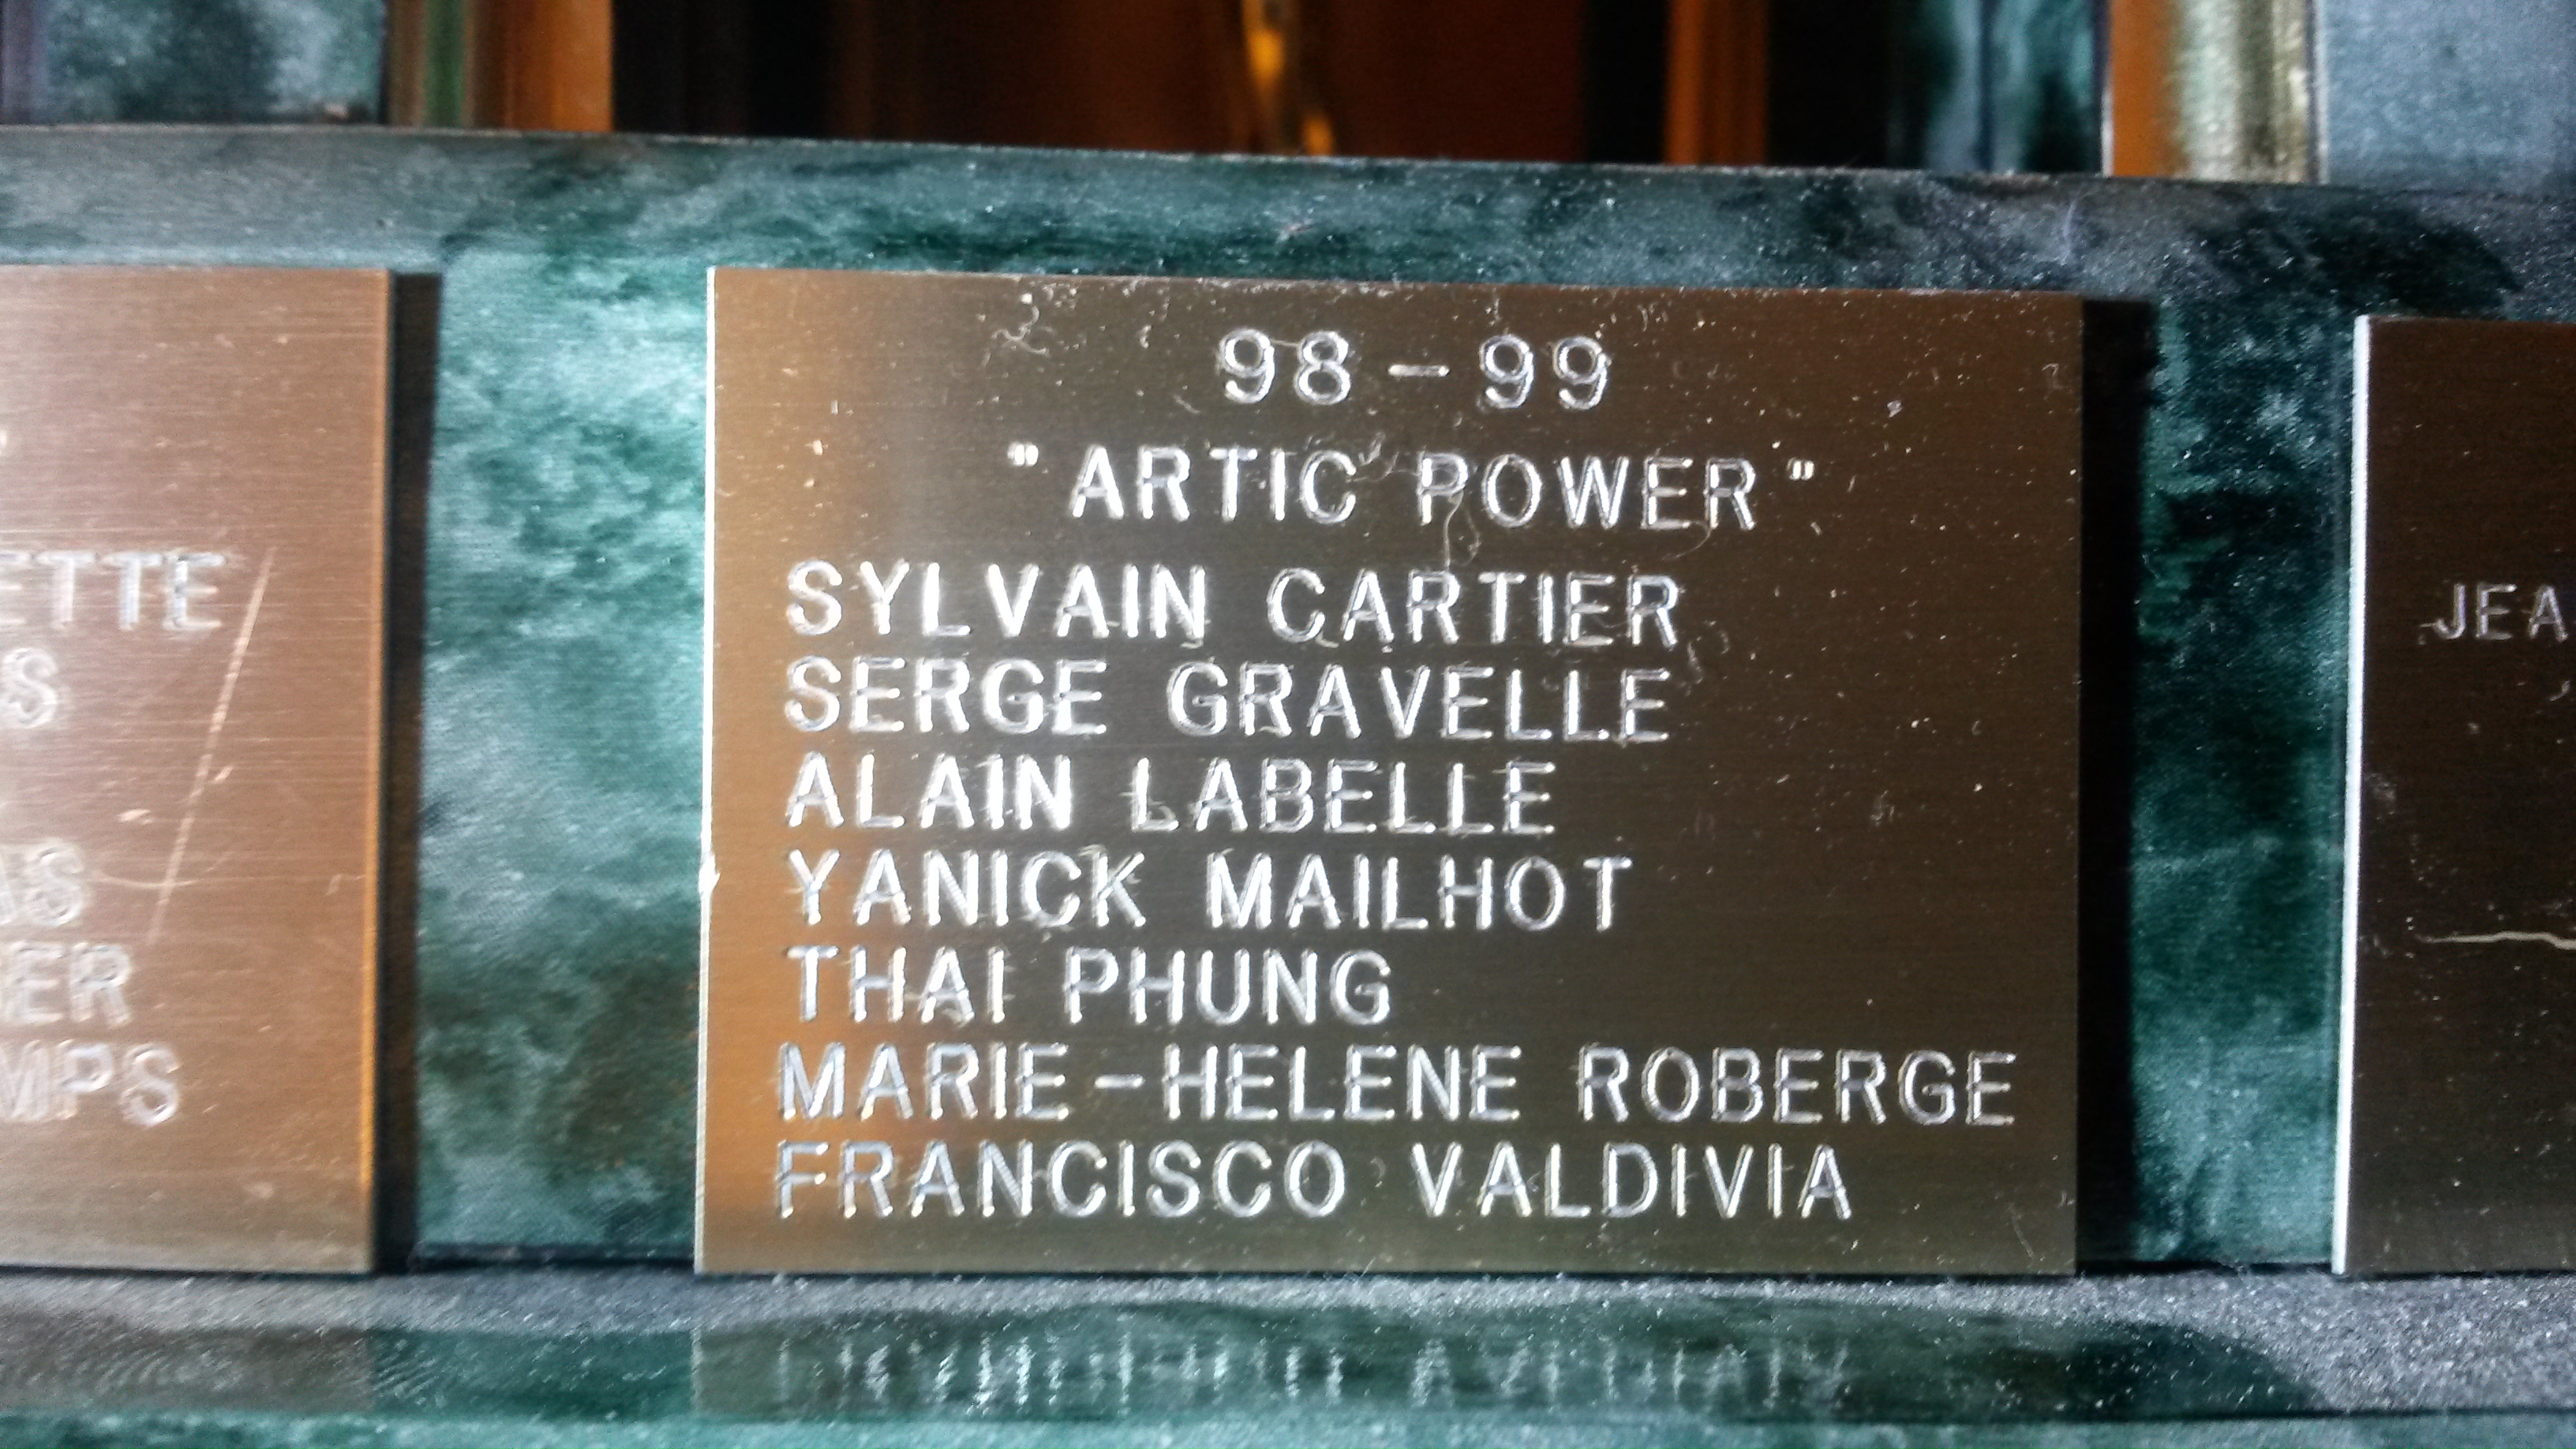 98-99
"ARTIC POWER"
SYLVAIN CARTIER
SERGE GRAVELLE
ALAIN LABELLE
YANICK MAILHOT
THAI PHUNG
MARIE-HELENE ROBERGE
FRANCISCO VALDIVIA